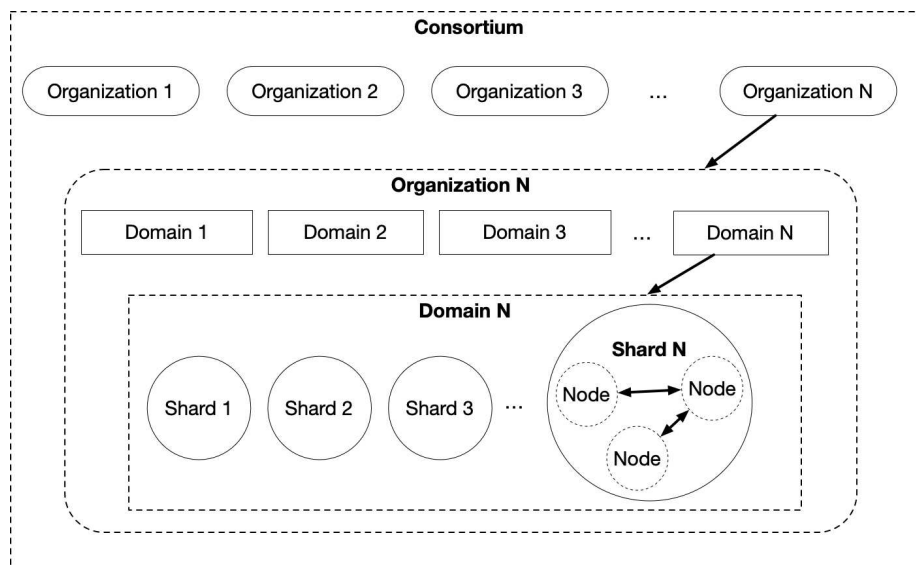 Consortium
Organization 1 Organization 2 Organization 3 ... Organization N
Organization N
Domain 1 Domain 2 Domain 3 ... Domain N
Domain N
Shard N
Node Node
Shard 1 Shard 2 Shard 3 ...
Node